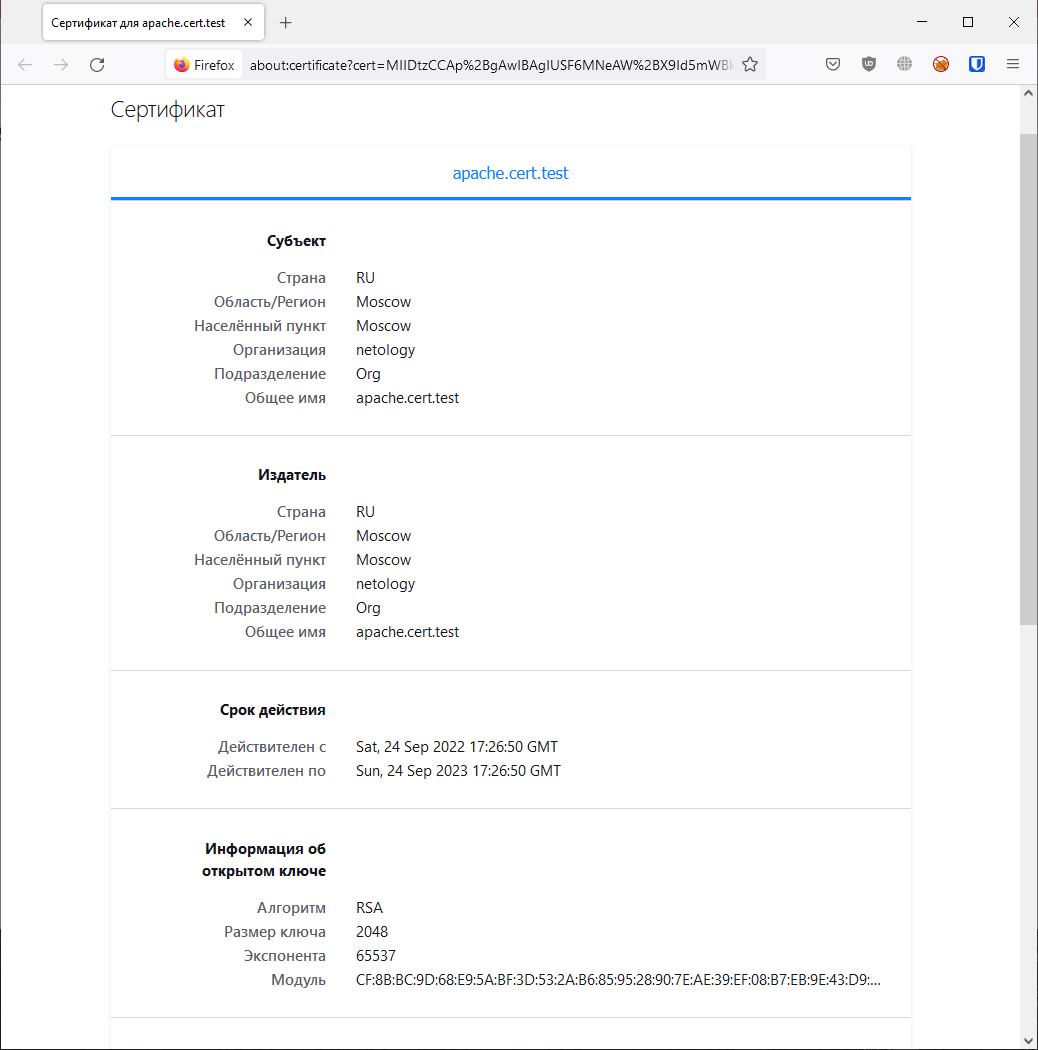 Сертификат для apache.cert.test
Firefox about:certificate?cert=MIIDtzCCAp%2BgAwIBAgIUSF6MNeAW%2BX9Id5mWB
Сертификат
apache.cert.test
Субъект
Страна RU
Область/Регион Moscow
Населённый пункт Moscow
Организация netology
Подразделение Org
Общее имя apache.cert.test
Издатель
Страна RU
Область/Регион Moscow
Населённый пункт Moscow
Организация netology
Подразделение Org
Общее имя apache.cert.test
Срок действия
Действителен с Sat, 24 Sep 2022 17:26:50 GMT
Действителен по Sun, 24 Sep 2023 17:26:50 GMT
Информация об
открытом ключе
Алгоритм RSA
Размер ключа 2048
Экспонента 65537
Модуль CF:8B:BC:9D:68:E9:5A:BF:3D:53:2A:B6:85:95:28:90:7E:AE:39:EF:08:B7:EB:9E:43:D9:...